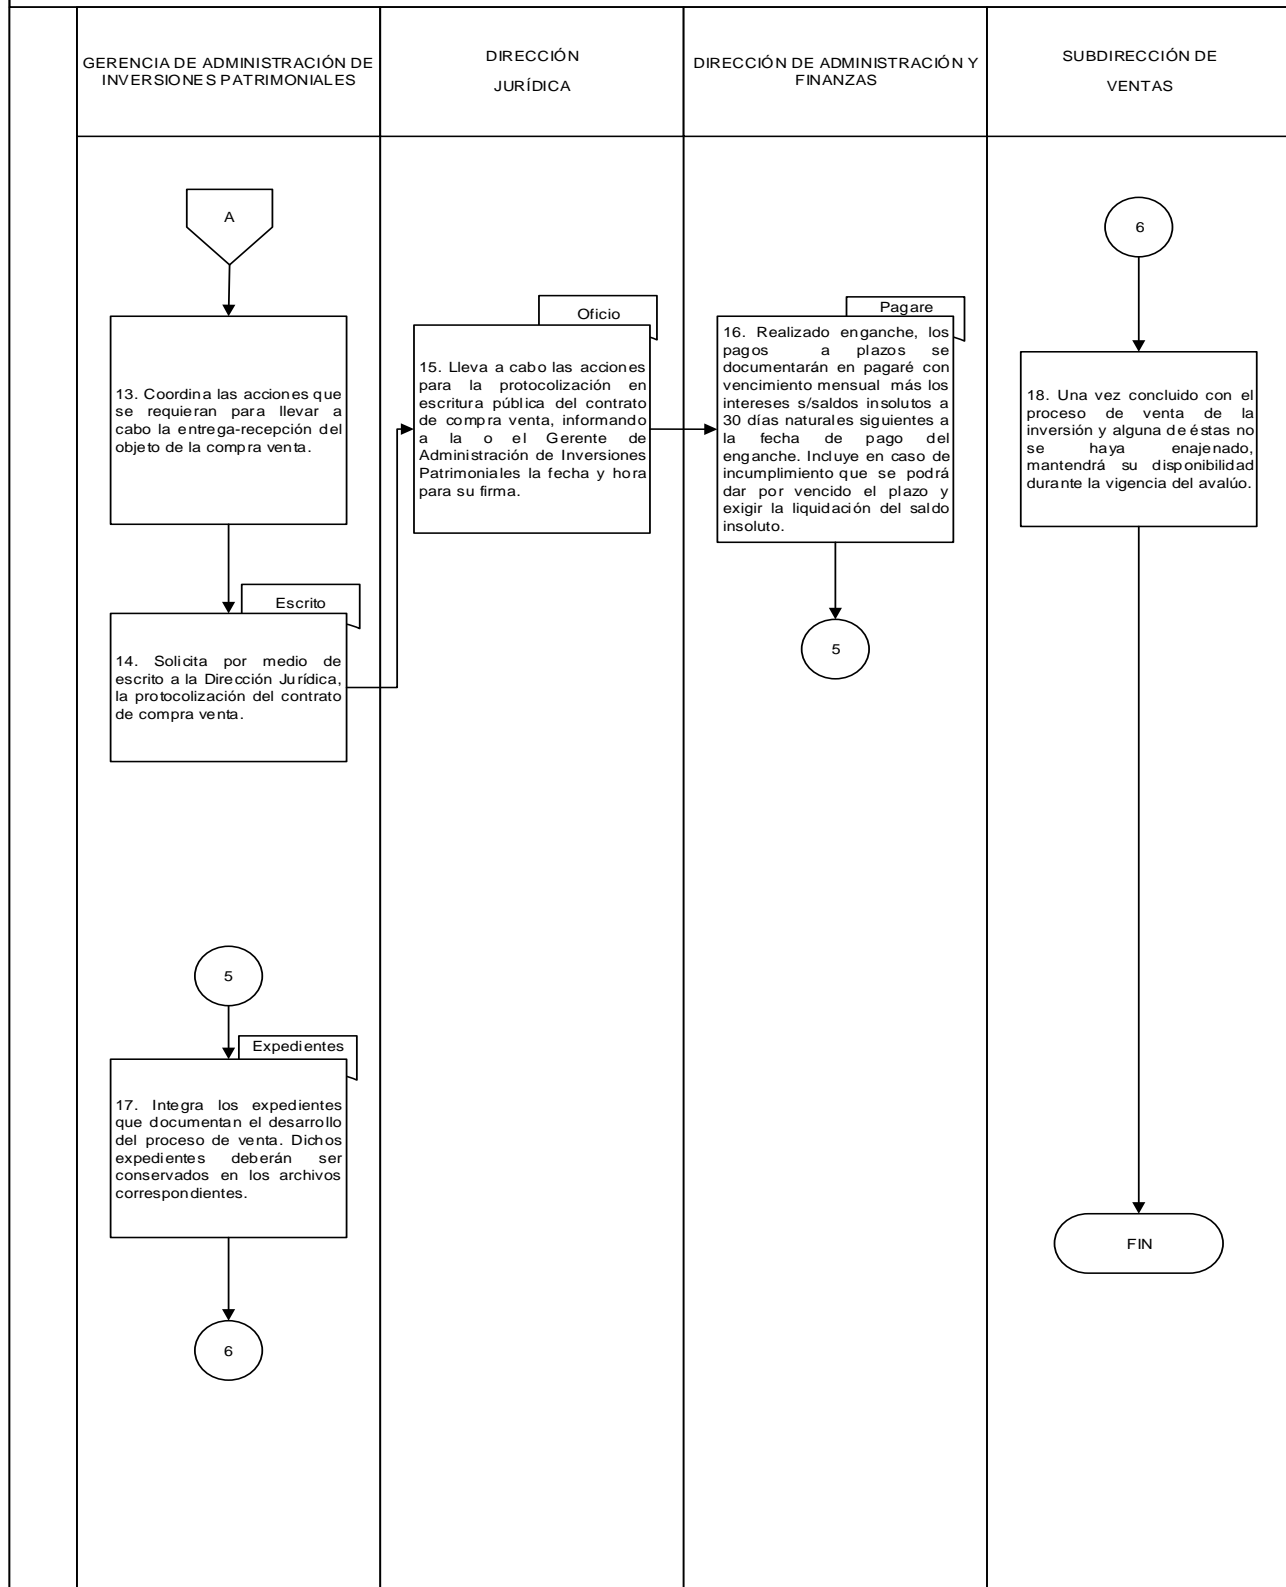 GERENCIA DE ADMINISTRACIÓN DE
INVERSIONES PATRIMONIALES
DIRECCIÓN
JURÍDICA
DIRECCIÓN DE ADMINISTRACIÓN Y
FINANZAS
SUBDIRECCIÓN DE
VENTAS
A
13. Coordina las acciones que
se requieran para llevar a
cabo la entrega-recepción del
objeto de la compra venta.
Escrito
14. Solicita por medio de
escrito a la Dirección Jurídica,
la protocolización del contrato
de compra venta.
5
Expedientes
17. Integra los expedientes
que documentan el desarrollo
del proceso de venta. Dichos
expedientes deberán ser
conservados en los archivos
correspondientes.
6
Oficio
15. Lleva a cabo las acciones
para la protocolización en
escritura pública del contrato
de compra venta, informando
a la o el Gerente de
Administración de Inversiones
Patrimoniales la fecha y hora
para su firma.
Pagare
16. Realizado enganche, los
pagos a plazos se
documentarán en pagaré con
vencimiento mensual más los
intereses s/saldos insolutos a
30 días naturales siguientes a
la fecha de pago del
enganche. Incluye en caso de
incumplimiento que se podrá
dar por vencido el plazo y
exigir la liquidación del saldo
insoluto.
5
6
18. Una vez concluido con el
proceso de venta de la
inversión y alguna de éstas no
se haya enajenado,
mantendrá su disponibilidad
durante la vigencia del avalúo.
FIN